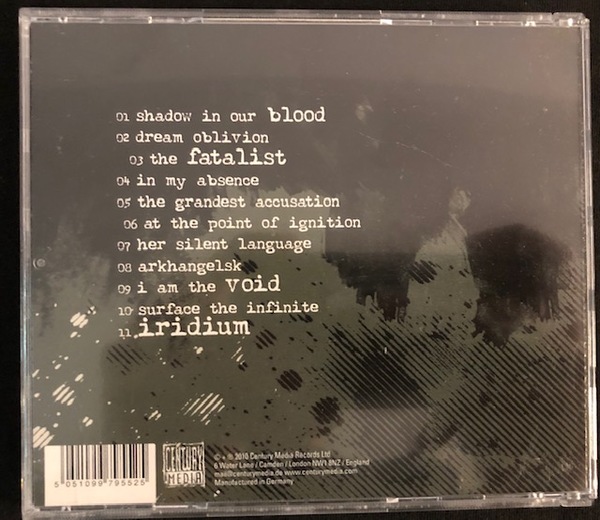 01 shadow in our blood
02 dream oblivion
03 the fatalist
04 in my absence
05 the grandest accusation
06 at the point of ignition
07 her silent language
08 arkhangelsk
09 i am the void
10 surface the infinite
11 iridium
CENTURY
MEDIA
© + ℗ 2010 Century Media Records Ltd
6 Water Lane / Camden / London NW1 8NZ / England
mail@centurymedia.de www.centurymedia.com
Manufactured in Germany
5 051099 795525